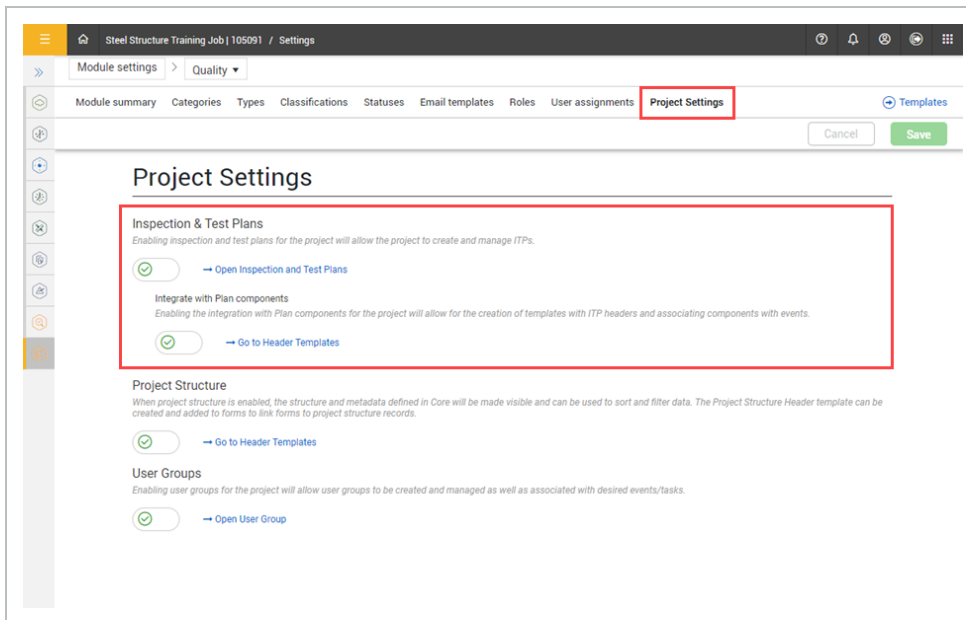 Steel Structure Training Job | 105091 / Settings
Module settings > Quality ▾
Module summary Categories Types Classifications Statuses Email templates Roles User assignments Project Settings Templates
Cancel Save
Project Settings
Inspection & Test Plans
Enabling inspection and test plans for the project will allow the project to create and manage ITPs.
→ Open Inspection and Test Plans
Integrate with Plan components
Enabling the integration with Plan components for the project will allow for the creation of templates with ITP headers and associating components with events.
→ Go to Header Templates
Project Structure
When project structure is enabled, the structure and metadata defined in Core will be made visible and can be used to sort and filter data. The Project Structure Header template can be
created and added to forms to link forms to project structure records.
→ Go to Header Templates
User Groups
Enabling user groups for the project will allow user groups to be created and managed as well as associated with desired events/tasks.
→ Open User Group